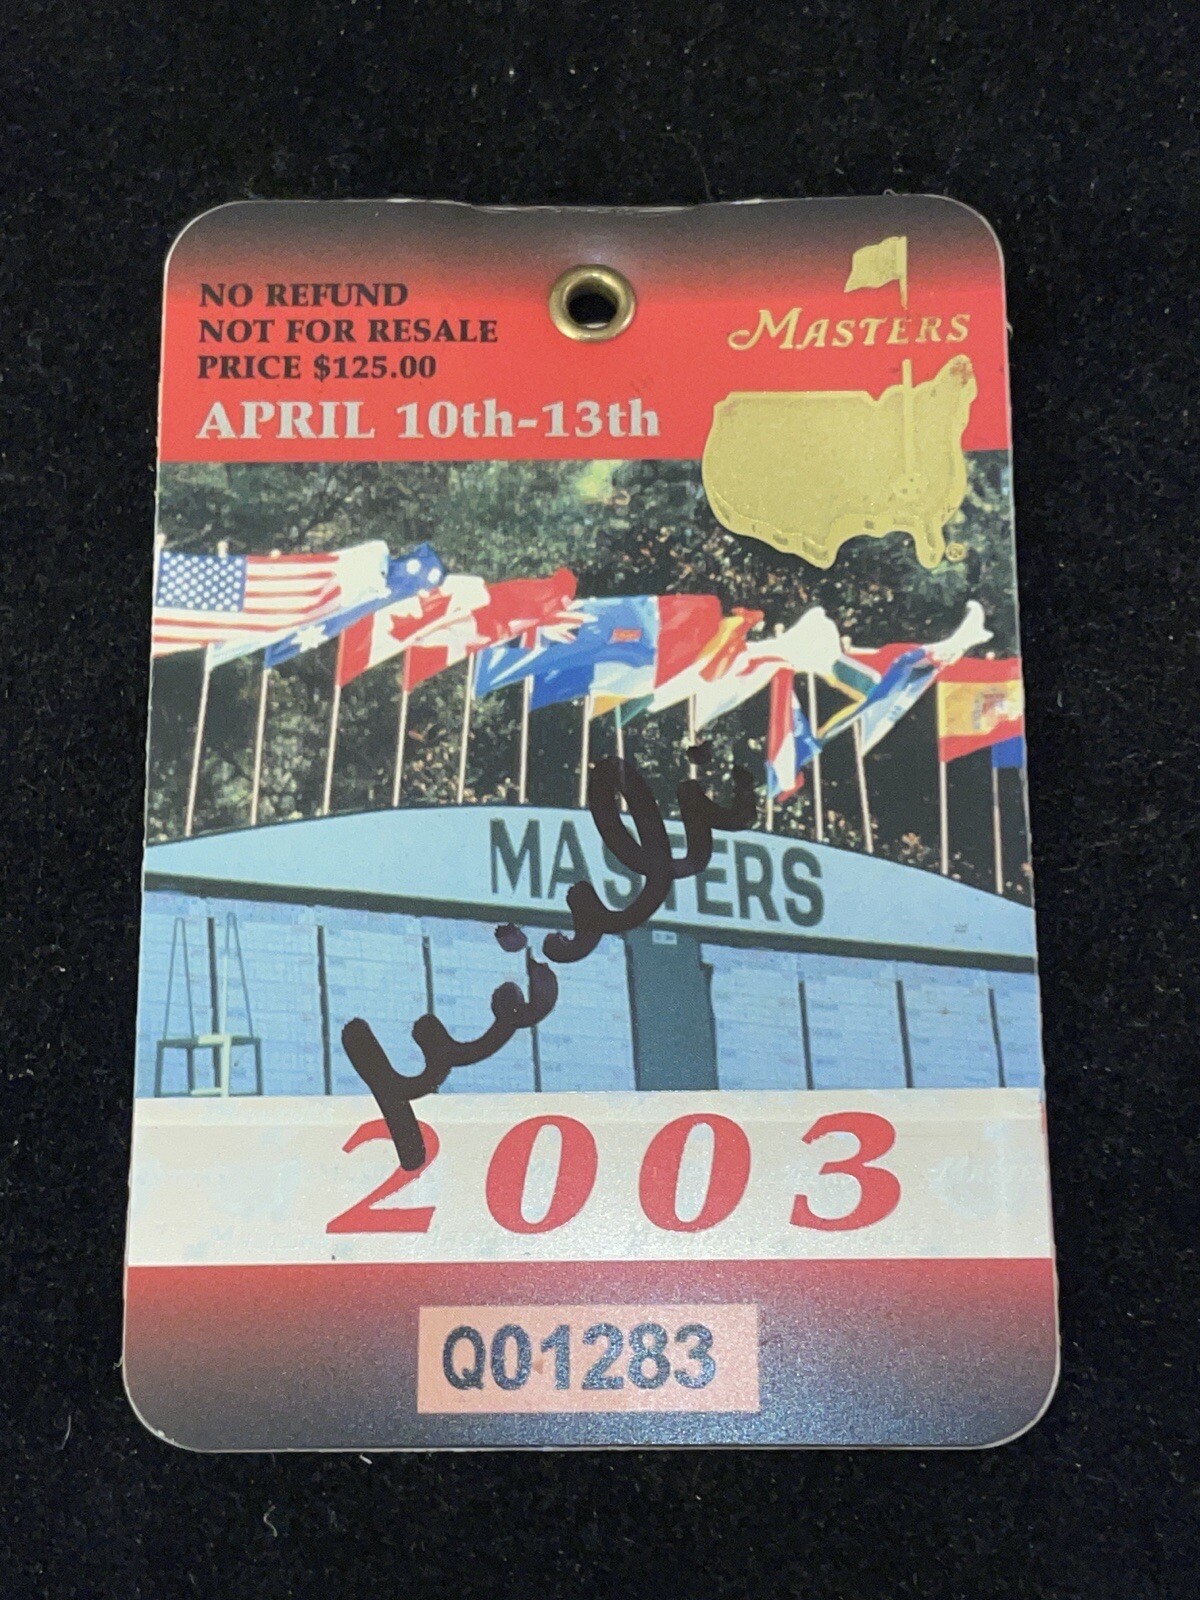 NO REFUND
NOT FOR RESALE
PRICE $125.00
APRIL 10th-13th
MASTERS
®
MASTERS
2003
Q01283